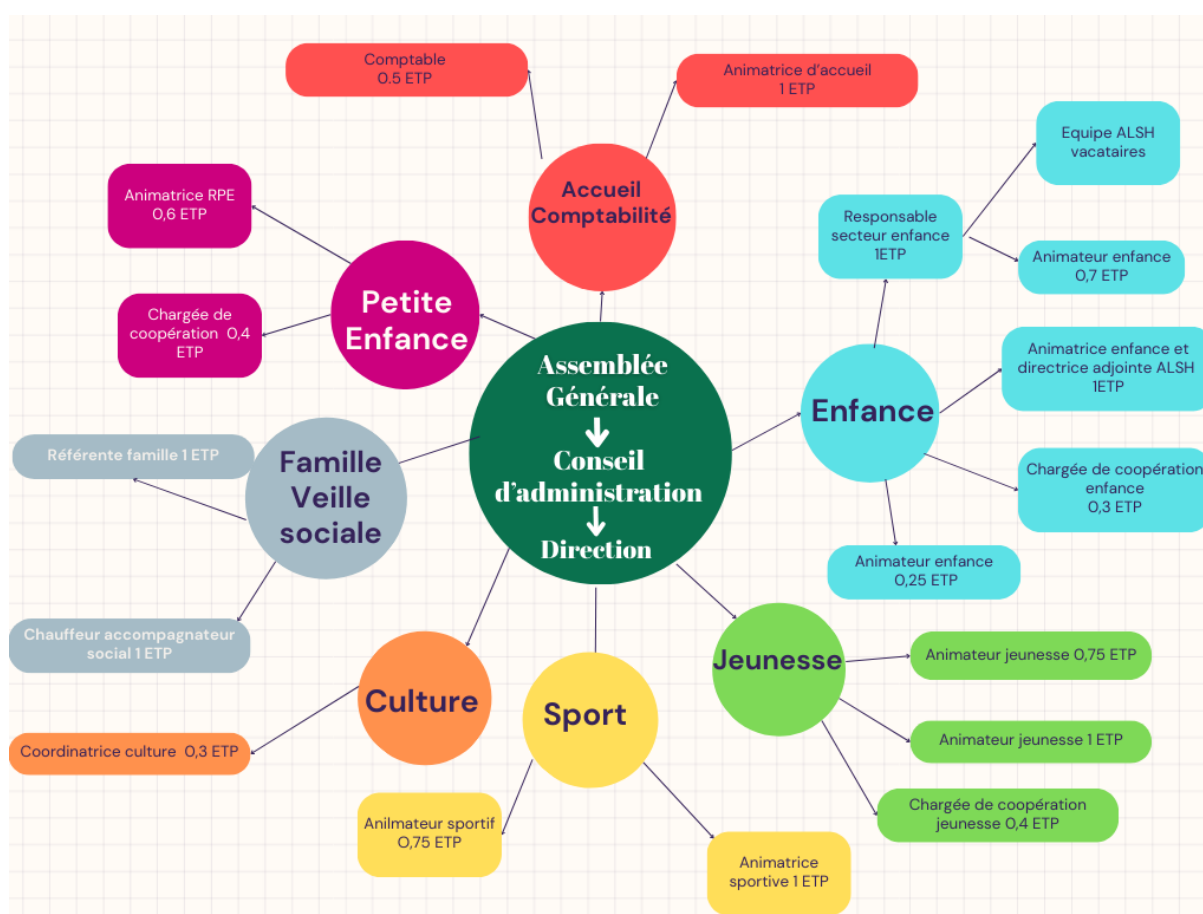 Comptable
0.5 ETP
Animatrice d'accueil
1 ETP
Accueil
Comptabilité
Equipe ALSH
vacataires
Animatrice RPE
0,6 ETP
Responsable
secteur enfance
1ETP
Animateur enfance
0,7 ETP
Petite
Enfance
Chargée de
coopération 0,4
ETP
Assemblée
Générale
Conseil
d'administration
Direction
Animatrice enfance et
directrice adjointe ALSH
1ETP
Enfance
Référente famille 1 ETP
Famille
Veille
sociale
Chargée de coopération
enfance
0,3 ETP
Animateur enfance
0,25 ETP
Chauffeur accompagnateur
social 1 ETP
Jeunesse
Animateur jeunesse 0,75 ETP
Culture
Sport
Coordinatrice culture 0,3 ETP
Animateur jeunesse 1 ETP
Anilmateur sportif
0,75 ETP
Chargée de coopération
jeunesse 0,4 ETP
Animatrice
sportive 1 ETP